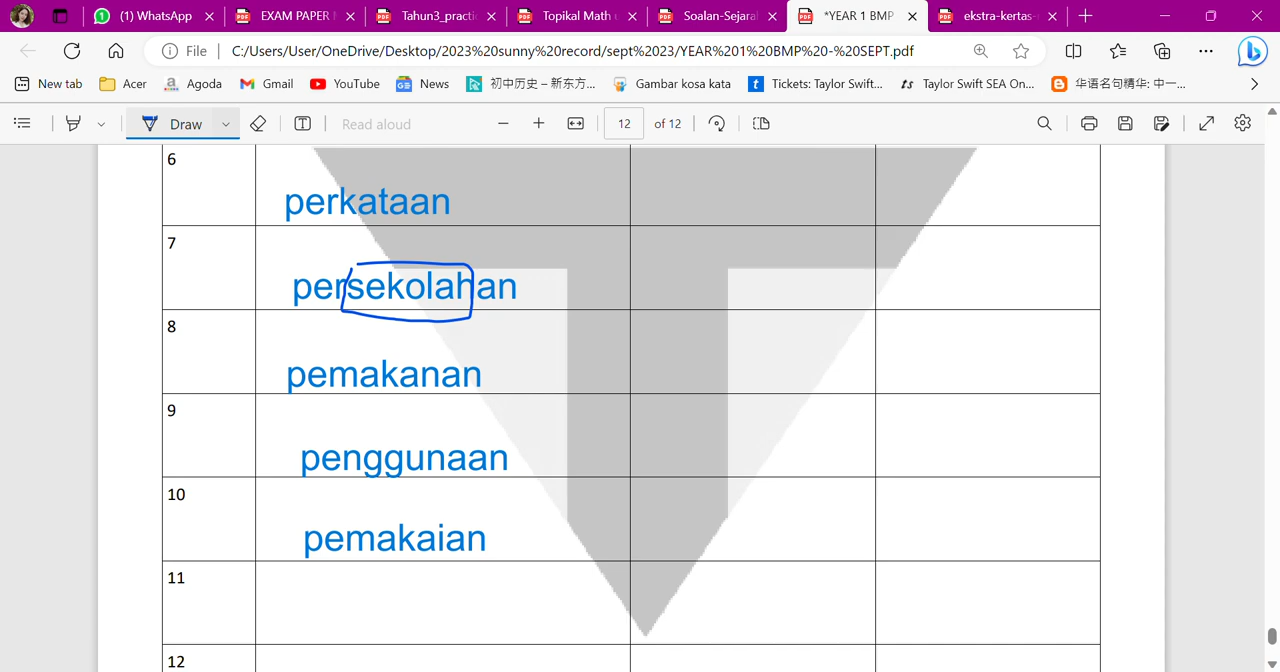 (1) WhatsApp
EXAM PAPER M
Tahun3_practi
Topikal Math u
Soalan-Sejaral
*YEAR 1 BMP
ekstra-kertas-r
File
C:/Users/User/OneDrive/Desktop/2023%20sunny%20record/sept%2023/YEAR%201%20BMP%20-%20SEPT.pdf
New tab
Acer
Agoda
Gmail
YouTube
News
初中历史 – 新东方...
Gambar kosa kata
Tickets: Taylor Swift...
Taylor Swift SEA On...
华语名句精华: 中一...
Draw
Read aloud
12 of 12
6
perkataan
7
persekolahan
8
pemakanan
9
penggunaan
10
pemakaian
11
12